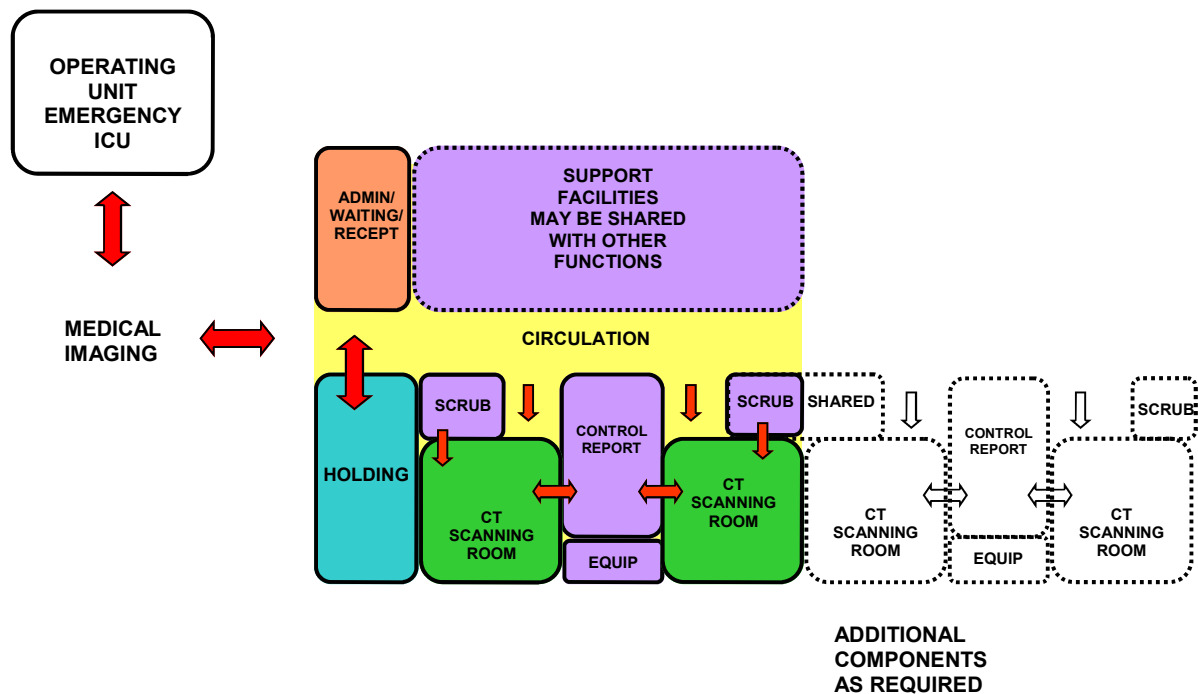 OPERATING
UNIT
EMERGENCY
ICU
ADMIN/
WAITING/
RECEPT
SUPPORT
FACILITIES
MAY BE SHARED
WITH OTHER
FUNCTIONS
MEDICAL
IMAGING
CIRCULATION
SCRUB
CONTROL
REPORT
SCRUB
SHARED
CONTROL
REPORT
SCRUB
HOLDING
CT
SCANNING
ROOM
CT
SCANNING
ROOM
CT
SCANNING
ROOM
CT
SCANNING
ROOM
EQUIP
EQUIP
ADDITIONAL
COMPONENTS
AS REQUIRED